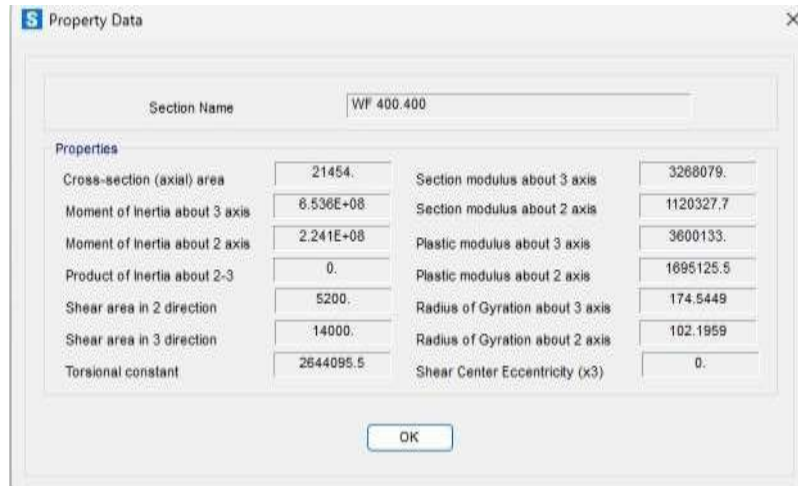 S Property Data
Section Name WF 400.400
Properties
Cross-section (axial) area 21454. Section modulus about 3 axis 3268079.
Moment of Inertia about 3 axis 6.536E+08 Section modulus about 2 axis 1120327.7
Moment of Inertia about 2 axis 2.241E+08 Plastic modulus about 3 axis 3600133.
Product of Inertia about 2-3 0. Plastic modulus about 2 axis 1695125.5
Shear area in 2 direction 5200. Radius of Gyration about 3 axis 174.5449
Shear area in 3 direction 14000. Radius of Gyration about 2 axis 102.1959
Torsional constant 2644095.5 Shear Center Eccentricity (x3) 0.
OK